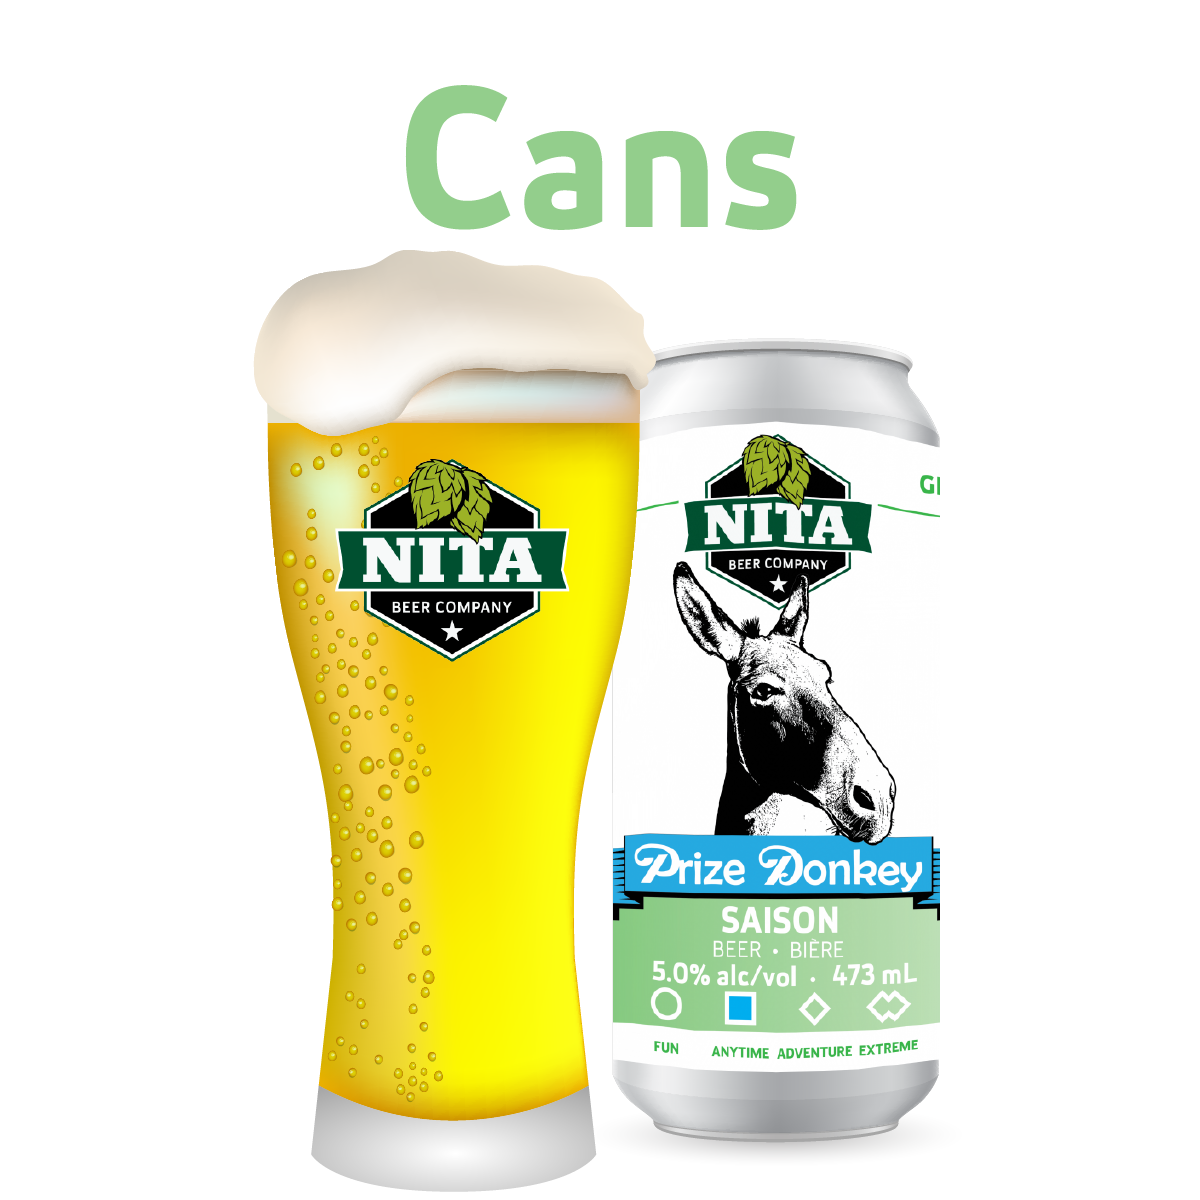 Cans
NITA
BEER COMPANY
NITA
BEER COMPANY
Prize Donkey
SAISON
BEER • BIÈRE
5.0% alc/vol · 473 mL
FUN ANYTIME ADVENTURE EXTREME